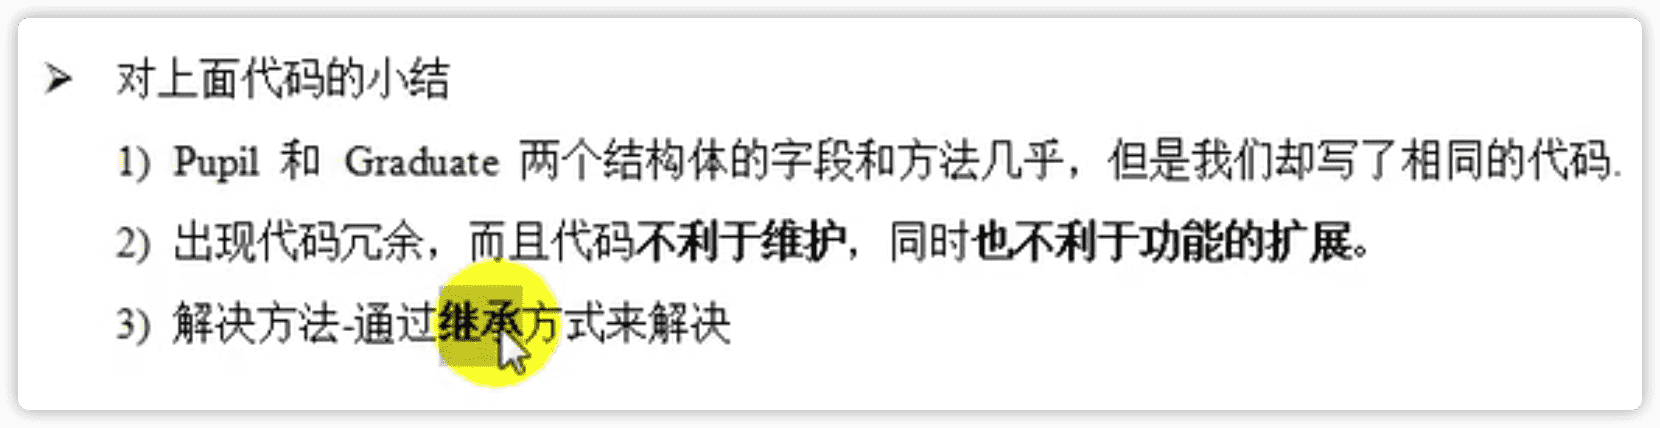 对上面代码的小结
1) Pupil 和 Graduate 两个结构体的字段和方法几乎，但是我们却写了相同的代码.
2) 出现代码冗余，而且代码不利于维护，同时也不利于功能的扩展。
3) 解决方法-通过继承方式来解决